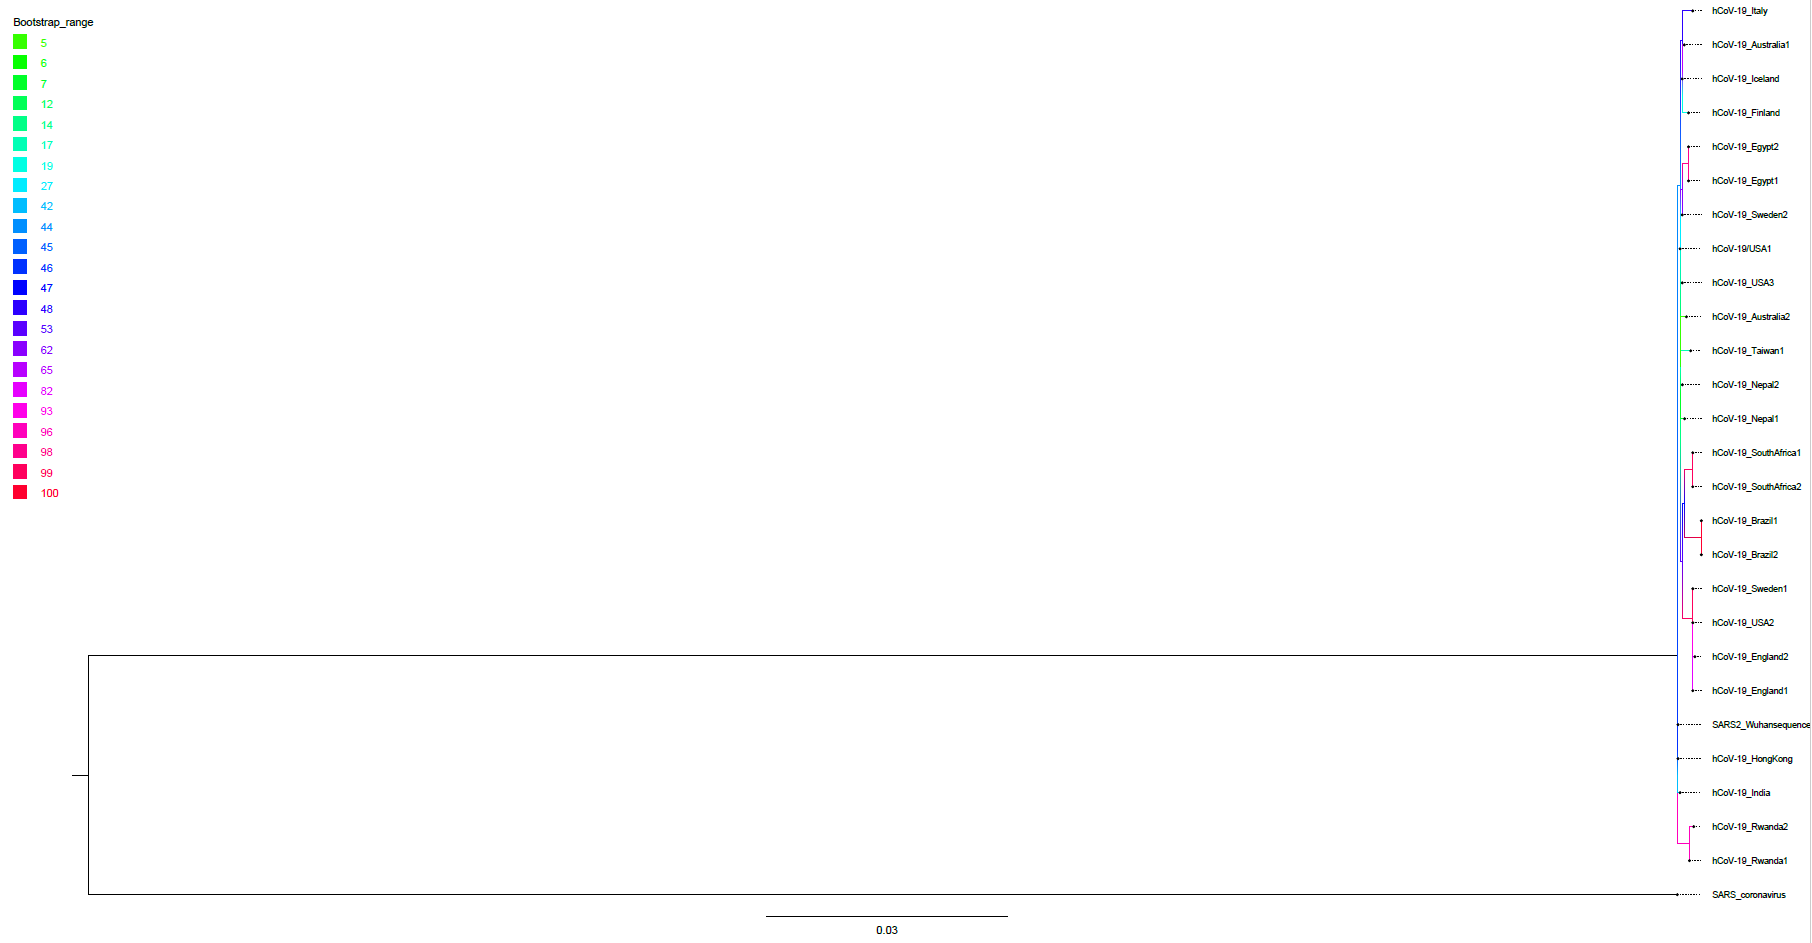 Bootstrap_range
5
6
7
12
14
17
19
27
42
44
45
46
47
48
53
62
65
82
93
96
98
99
100
hCoV-19_Italy
hCoV-19_Australia1
hCoV-19_Iceland
hCoV-19_Finland
hCoV-19_Egypt2
hCoV-19_Egypt1
hCoV-19_Sweden2
hCoV-19/USA1
hCoV-19_USA3
hCoV-19_Australia2
hCoV-19_Taiwan1
hCoV-19_Nepal2
hCoV-19_Nepal1
hCoV-19_SouthAfrica1
hCoV-19_SouthAfrica2
hCoV-19_Brazil1
hCoV-19_Brazil2
hCoV-19_Sweden1
hCoV-19_USA2
hCoV-19_England2
hCoV-19_England1
SARS2_Wuhansequence
hCoV-19_HongKong
hCoV-19_India
hCoV-19_Rwanda2
hCoV-19_Rwanda1
SARS_coronavirus
0.03